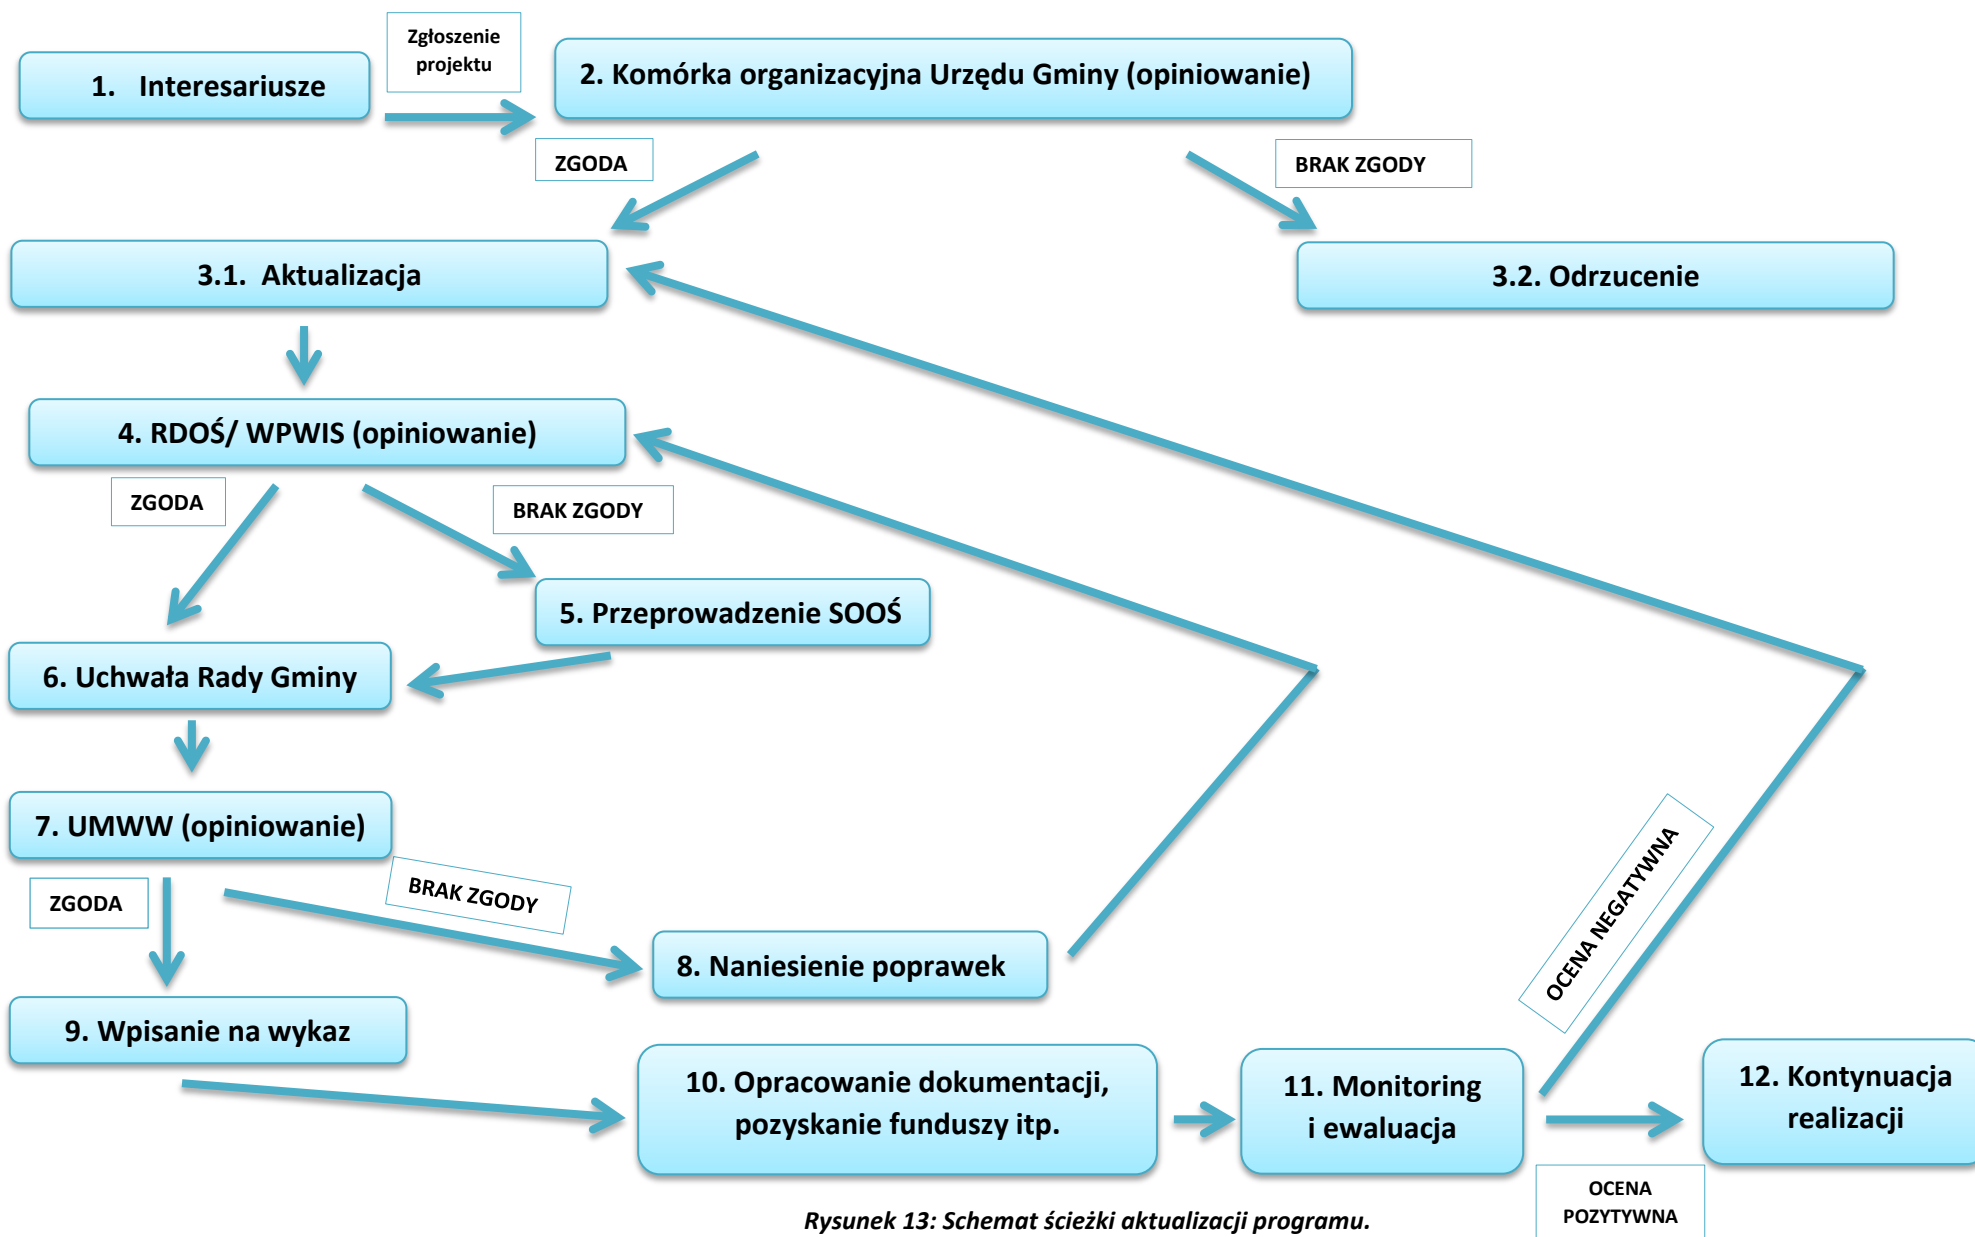 1. Interesariusze
Zgłoszenie
projektu
2. Komórka organizacyjna Urzędu Gminy (opiniowanie)
ZGODA
BRAK ZGODY
3.1. Aktualizacja
3.2. Odrzucenie
4. RDOŚ/ WPWIS (opiniowanie)
ZGODA
BRAK ZGODY
5. Przeprowadzenie SOOŚ
6. Uchwała Rady Gminy
7. UMWW (opiniowanie)
ZGODA
BRAK ZGODY
OCENA NEGATYWNA
8. Naniesienie poprawek
9. Wpisanie na wykaz
10. Opracowanie dokumentacji,
pozyskanie funduszy itp.
11. Monitoring
i ewaluacja
12. Kontynuacja
realizacji
OCENA
POZYTYWNA
Rysunek 13: Schemat ścieżki aktualizacji programu.